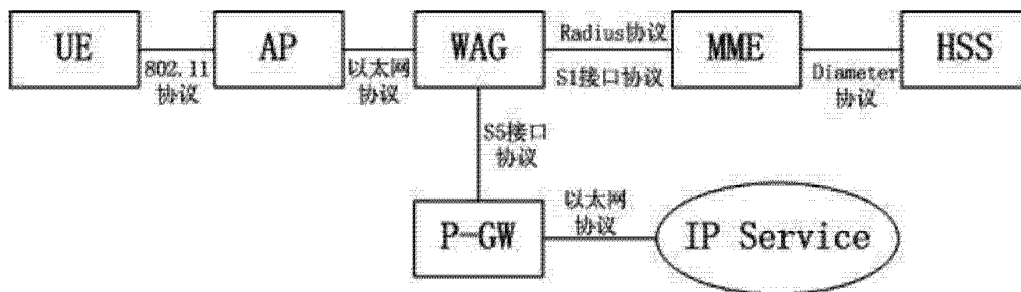 UE
802.11
协议
AP
以太网
协议
WAG
Radius协议
S1接口协议
MME
Diameter
协议
HSS
S5接口
协议
P-GW
以太网
协议
IP Service